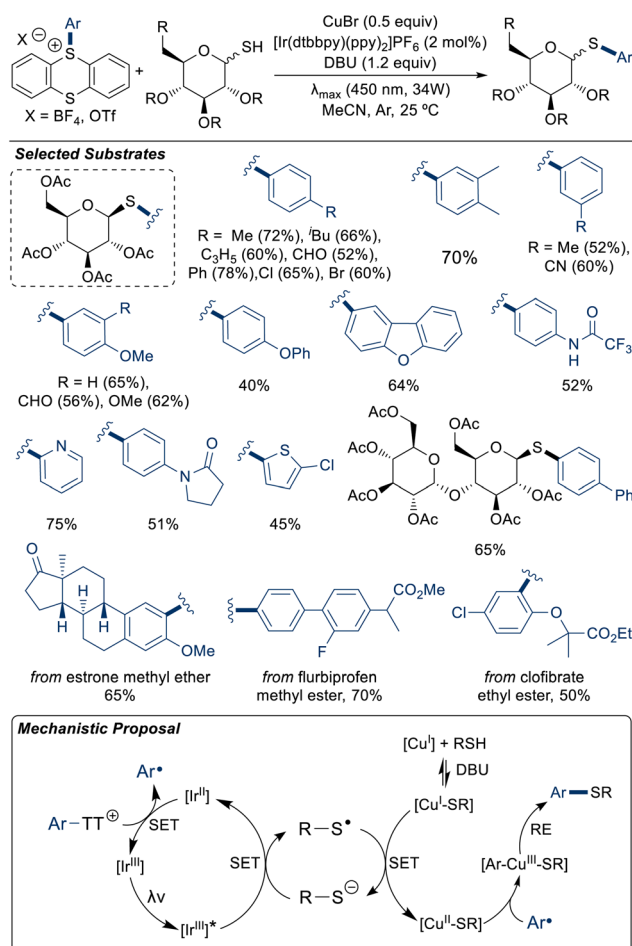 X⊖
Ar
S⊕
S
X = BF4, OTf
+
R
O
SH
RO
OR
RO
CuBr (0.5 equiv)
[Ir(dtbbpy)(ppy)2]PF6 (2 mol%)
DBU (1.2 equiv)
λmax (450 nm, 34W)
MeCN, Ar, 25 ºC
R
O
S
Ar
RO
OR
RO
Selected Substrates
OAc
O
S
AcO
OAc
OAc
R
R = Me (72%), iBu (66%),
C3H5 (60%), CHO (52%),
Ph (78%),Cl (65%), Br (60%)
70%
R
R = Me (52%),
CN (60%)
R
OMe
R = H (65%),
CHO (56%), OMe (62%)
OPh
40%
O
64%
O
N
H
CF3
52%
N
75%
O
N
51%
S
Cl
45%
AcO
O
AcO
AcO
OAc
AcO
O
O
S
OAc
OAc
Ph
65%
O
H
H
H
OMe
from estrone methyl ether
65%
CO2Me
F
from flurbiprofen
methyl ester, 70%
Cl
O
CO2Et
from clofibrate
ethyl ester, 50%
Mechanistic Proposal
Ar•
[IrII]
Ar–TT⊕
SET
[IrIII]
λν
[IrIII]*
SET
R–S•
R–S⊖
SET
[CuI] + RSH
DBU
[CuI-SR]
[CuII-SR]
Ar•
[Ar-CuIII-SR]
RE
Ar—SR